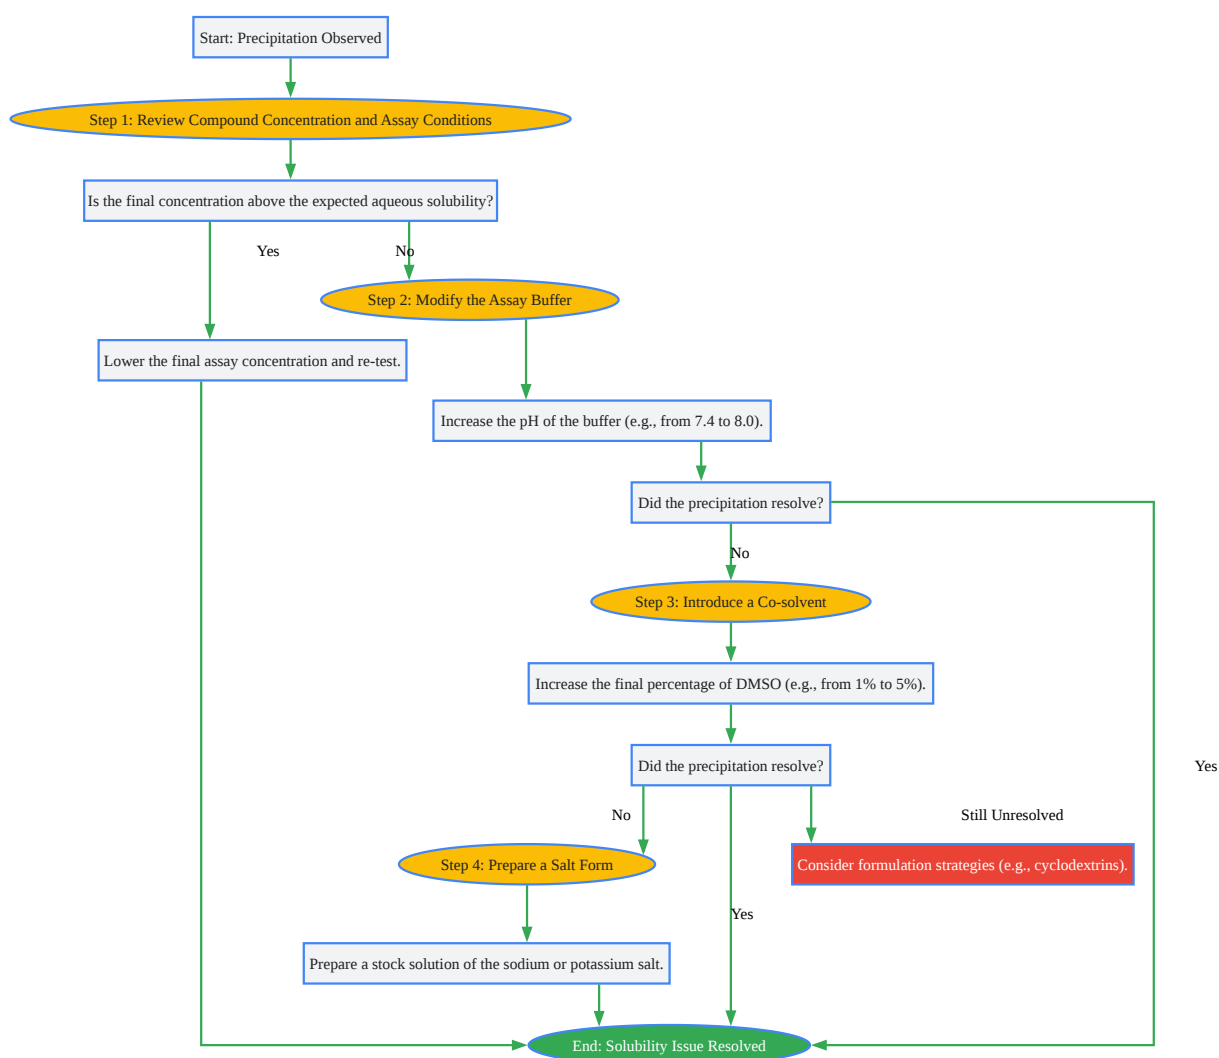 Start: Precipitation Observed
Step 1: Review Compound Concentration and Assay Conditions
Is the final concentration above the expected aqueous solubility?
Yes
No
Step 2: Modify the Assay Buffer
Lower the final assay concentration and re-test.
Increase the pH of the buffer (e.g., from 7.4 to 8.0).
Did the precipitation resolve?
No
Step 3: Introduce a Co-solvent
Increase the final percentage of DMSO (e.g., from 1% to 5%).
Did the precipitation resolve?
Yes
No
Still Unresolved
Step 4: Prepare a Salt Form
Consider formulation strategies (e.g., cyclodextrins).
Yes
Prepare a stock solution of the sodium or potassium salt.
End: Solubility Issue Resolved